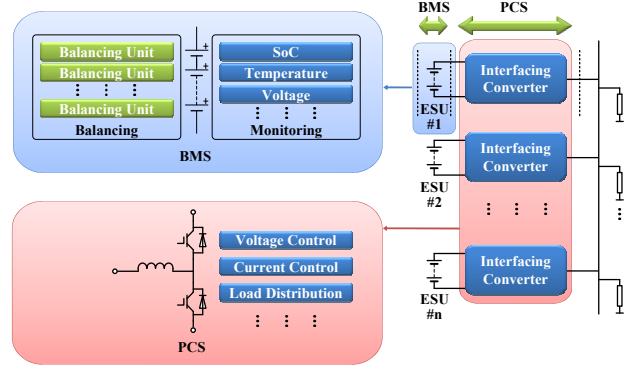 BMS
PCS
Balancing Unit
Balancing Unit
Balancing Unit
Balancing
SoC
Temperature
Voltage
Monitoring
BMS
ESU
#1
Interfacing
Converter
ESU
#2
Interfacing
Converter
ESU
#n
Interfacing
Converter
Voltage Control
Current Control
Load Distribution
PCS